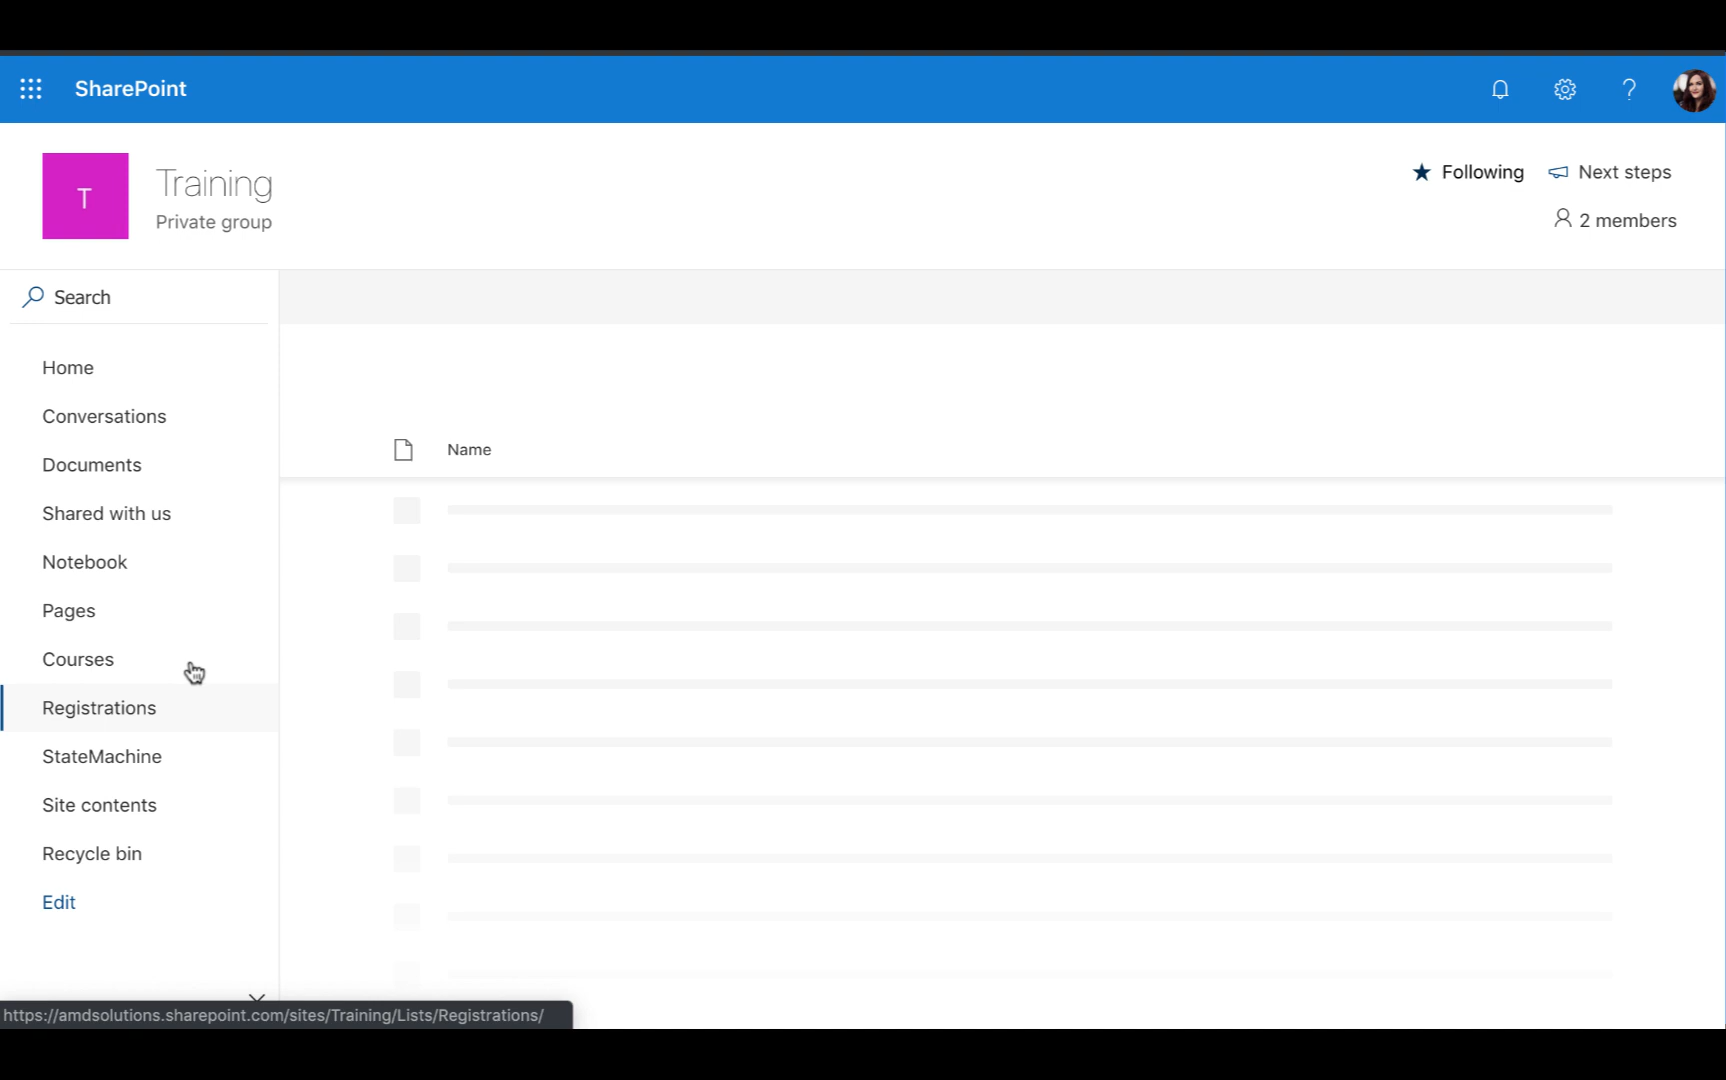 SharePoint
?
T
Training
Private group
Following
Next steps
2 members
Search
Home
Conversations
Documents
Shared with us
Notebook
Pages
Courses
Registrations
StateMachine
Site contents
Recycle bin
Edit
Name
https://amdsolutions.sharepoint.com/sites/Training/Lists/Registrations/